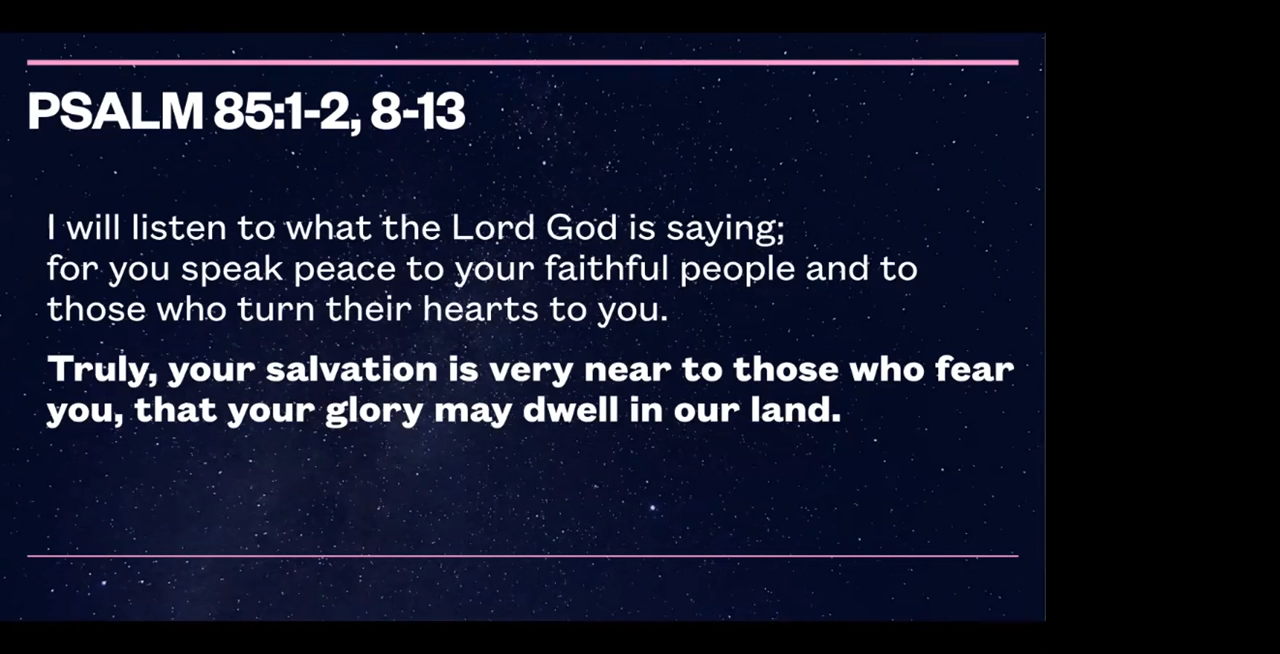 PSALM 85:1-2, 8-13
I will listen to what the Lord God is saying;
for you speak peace to your faithful people and to
those who turn their hearts to you.
Truly, your salvation is very near to those who fear
you, that your glory may dwell in our land.